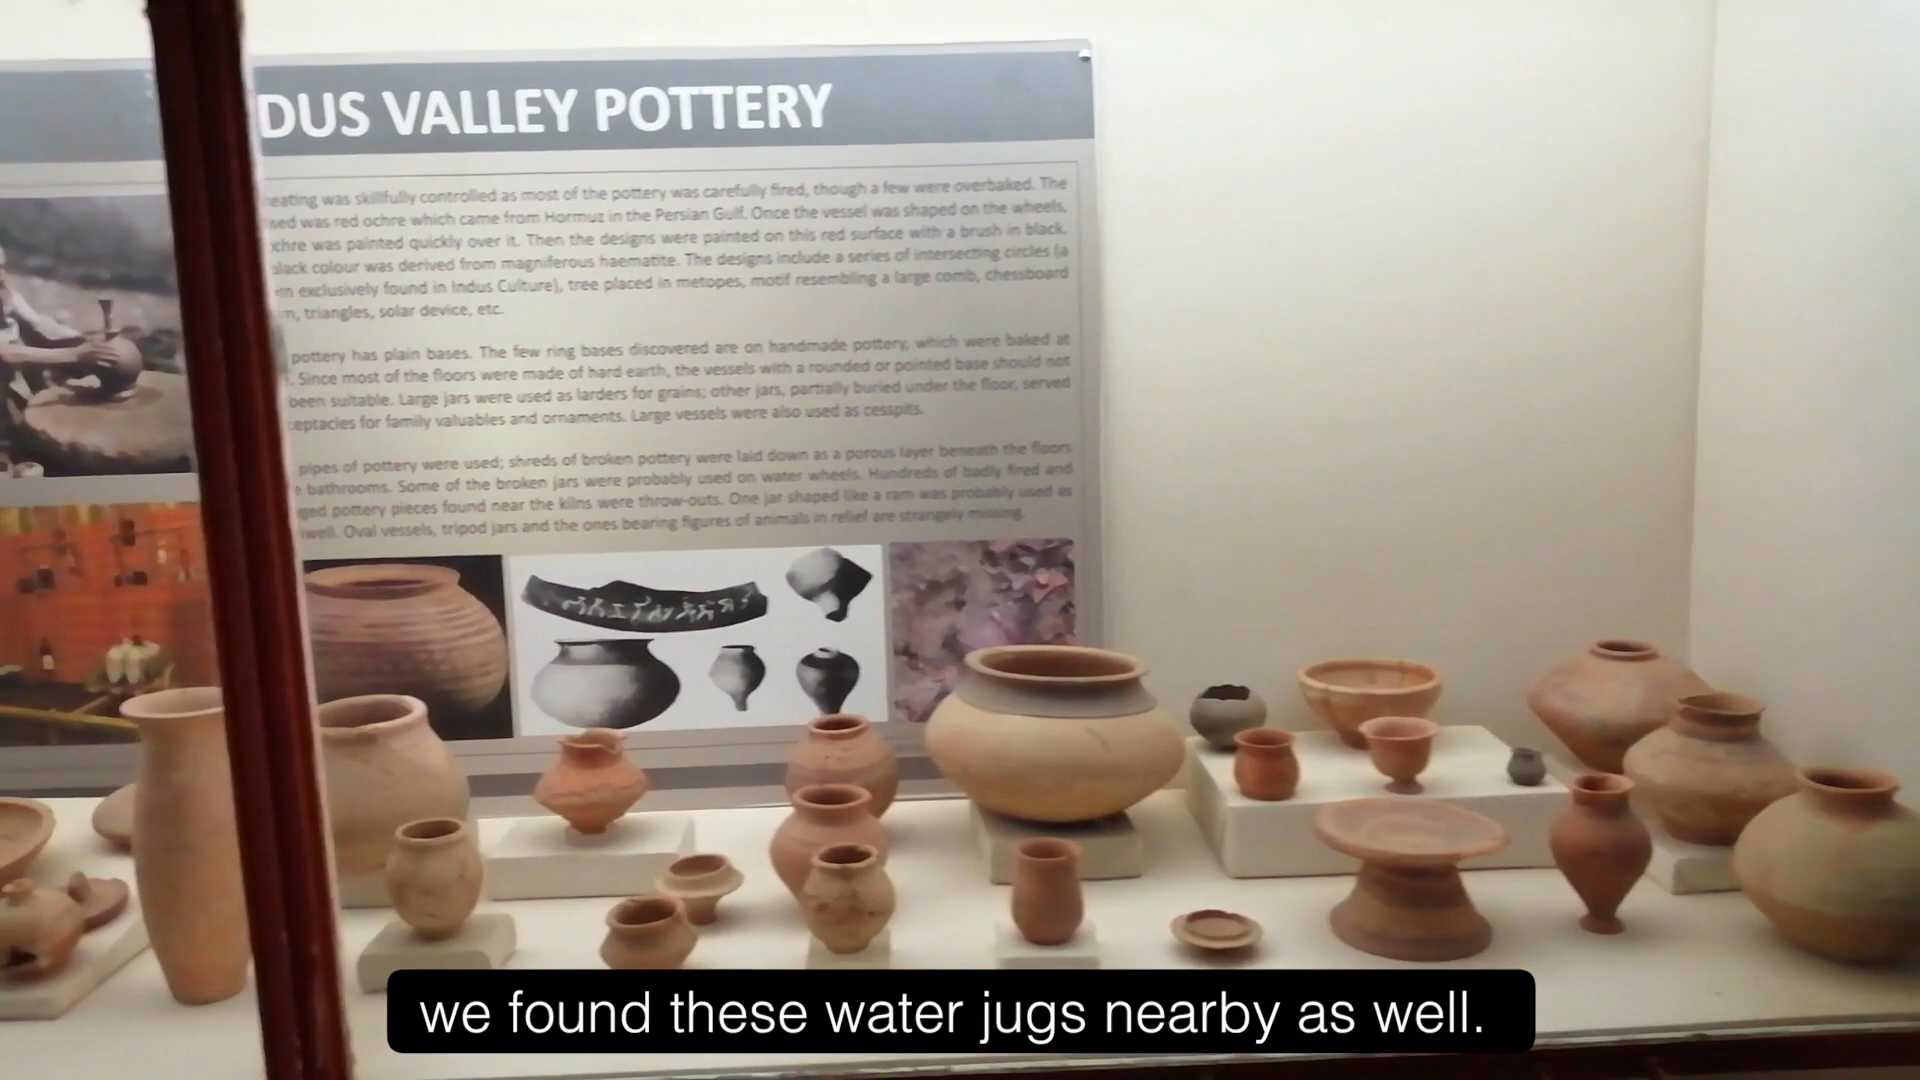 DUS VALLEY POTTERY
eating was skillfully controlled as most of the pottery was carefully fired, though a few were overbaked. The
sed was red ochre which came from Hormuz in the Persian Gulf. Once the vessel was shaped on the wheels,
chre was painted quickly over it. Then the designs were painted on this red surface with a brush in black.
lack colour was derived from magniferous haematite. The designs include a series of intersecting circles (a
rn exclusively found in Indus Culture), tree placed in metopes, motif resembling a large comb, chessboard
m, triangles, solar device, etc.
pottery has plain bases. The few ring bases discovered are on handmade pottery, which were baked at
. Since most of the floors were made of hard earth, the vessels with a rounded or pointed base should not
been suitable. Large jars were used as larders for grains; other jars, partially buried under the floor, served
ceptacles for family valuables and ornaments. Large vessels were also used as cesspits.
pipes of pottery were used; shreds of broken pottery were laid down as a porous layer beneath the floors
e bathrooms. Some of the broken jars were probably used on water wheels. Hundreds of badly fired and
ged pottery pieces found near the kilns were throw-outs. One jar shaped like a ram was probably used as
well. Oval vessels, tripod jars and the ones bearing figures of animals in relief are strangely missing.
we found these water jugs nearby as well.